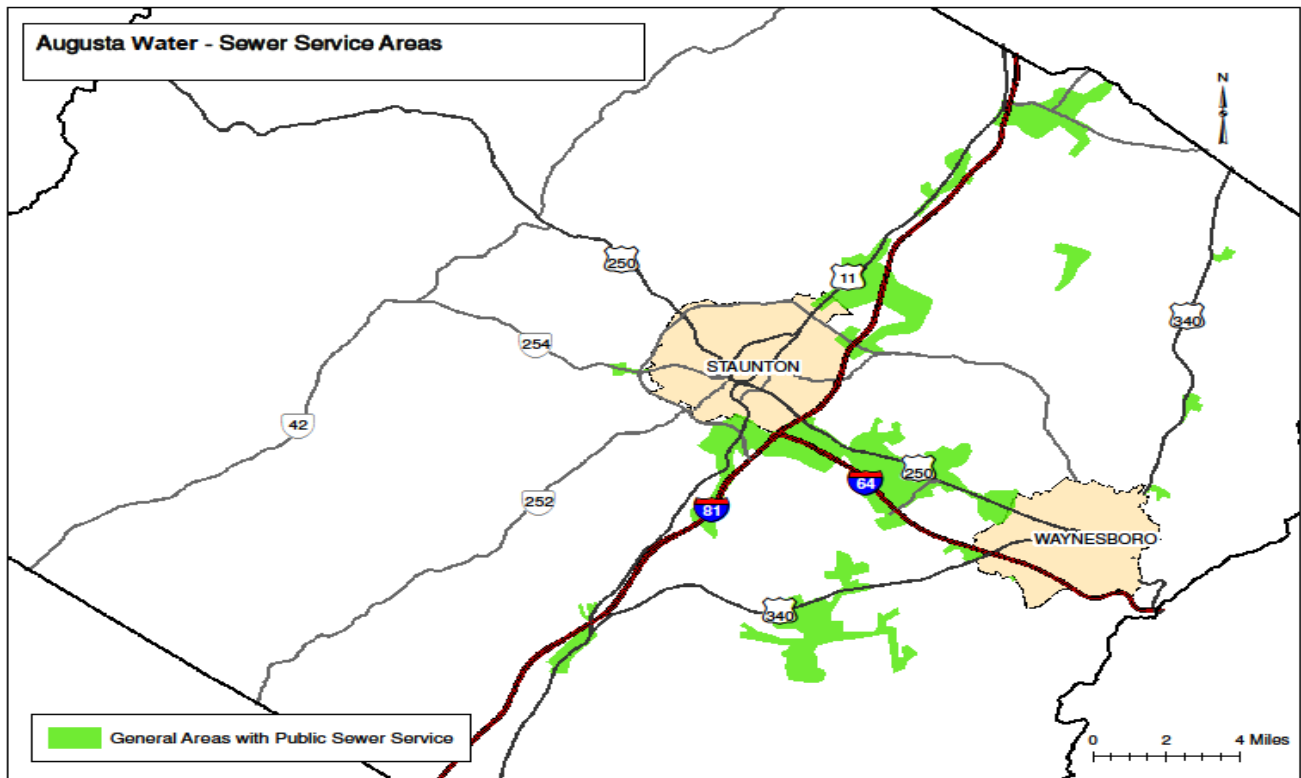 Augusta Water - Sewer Service Areas
N
250
11
340
254
STAUNTON
42
250
64
252
81
WAYNESBORO
340
General Areas with Public Sewer Service
0 2 4 Miles